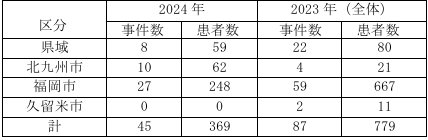 区分 2024 年 2023 年（全体）
事件数 患者数 事件数 患者数
県域 8 59 22 80
北九州市 10 62 4 21
福岡市 27 248 59 667
久留米市 0 0 2 11
計 45 369 87 779